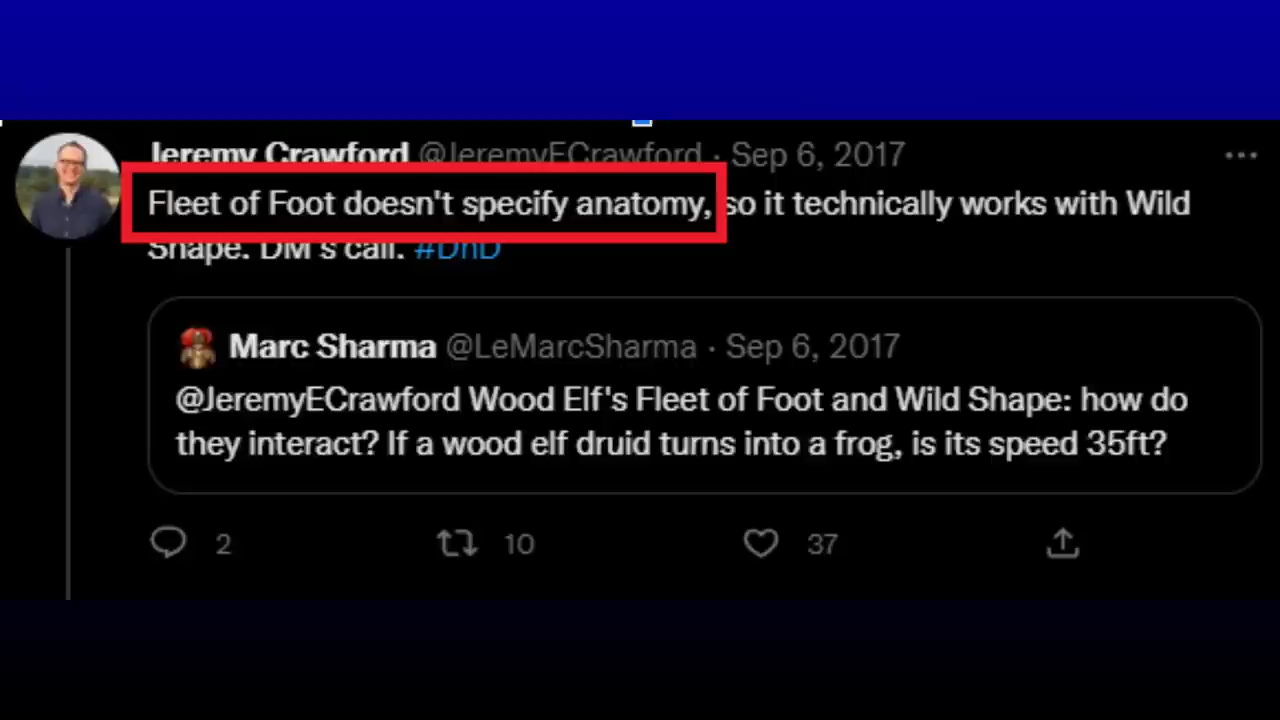 Jeremy Crawford @JeremyECrawford · Sep 6, 2017
Fleet of Foot doesn't specify anatomy, so it technically works with Wild
Shape. DM's call. #DnD
Marc Sharma @LeMarcSharma · Sep 6, 2017
@JeremyECrawford Wood Elf's Fleet of Foot and Wild Shape: how do
they interact? If a wood elf druid turns into a frog, is its speed 35ft?
2 10 37